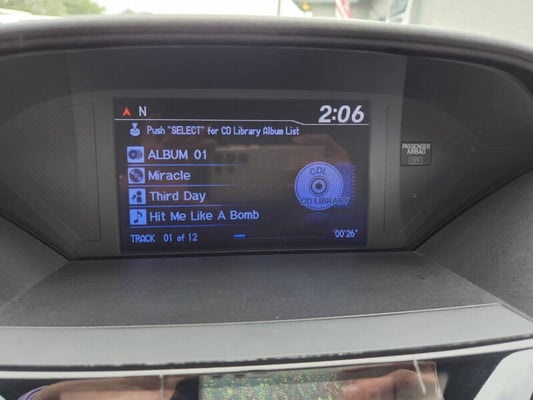 N
2:06
Push "SELECT" for CD Library Album List
ALBUM 01
Miracle
Third Day
Hit Me Like A Bomb
CDL
CD LIBRARY
TRACK 01 of 12
00'26"
PASSENGER
AIRBAG
OFF